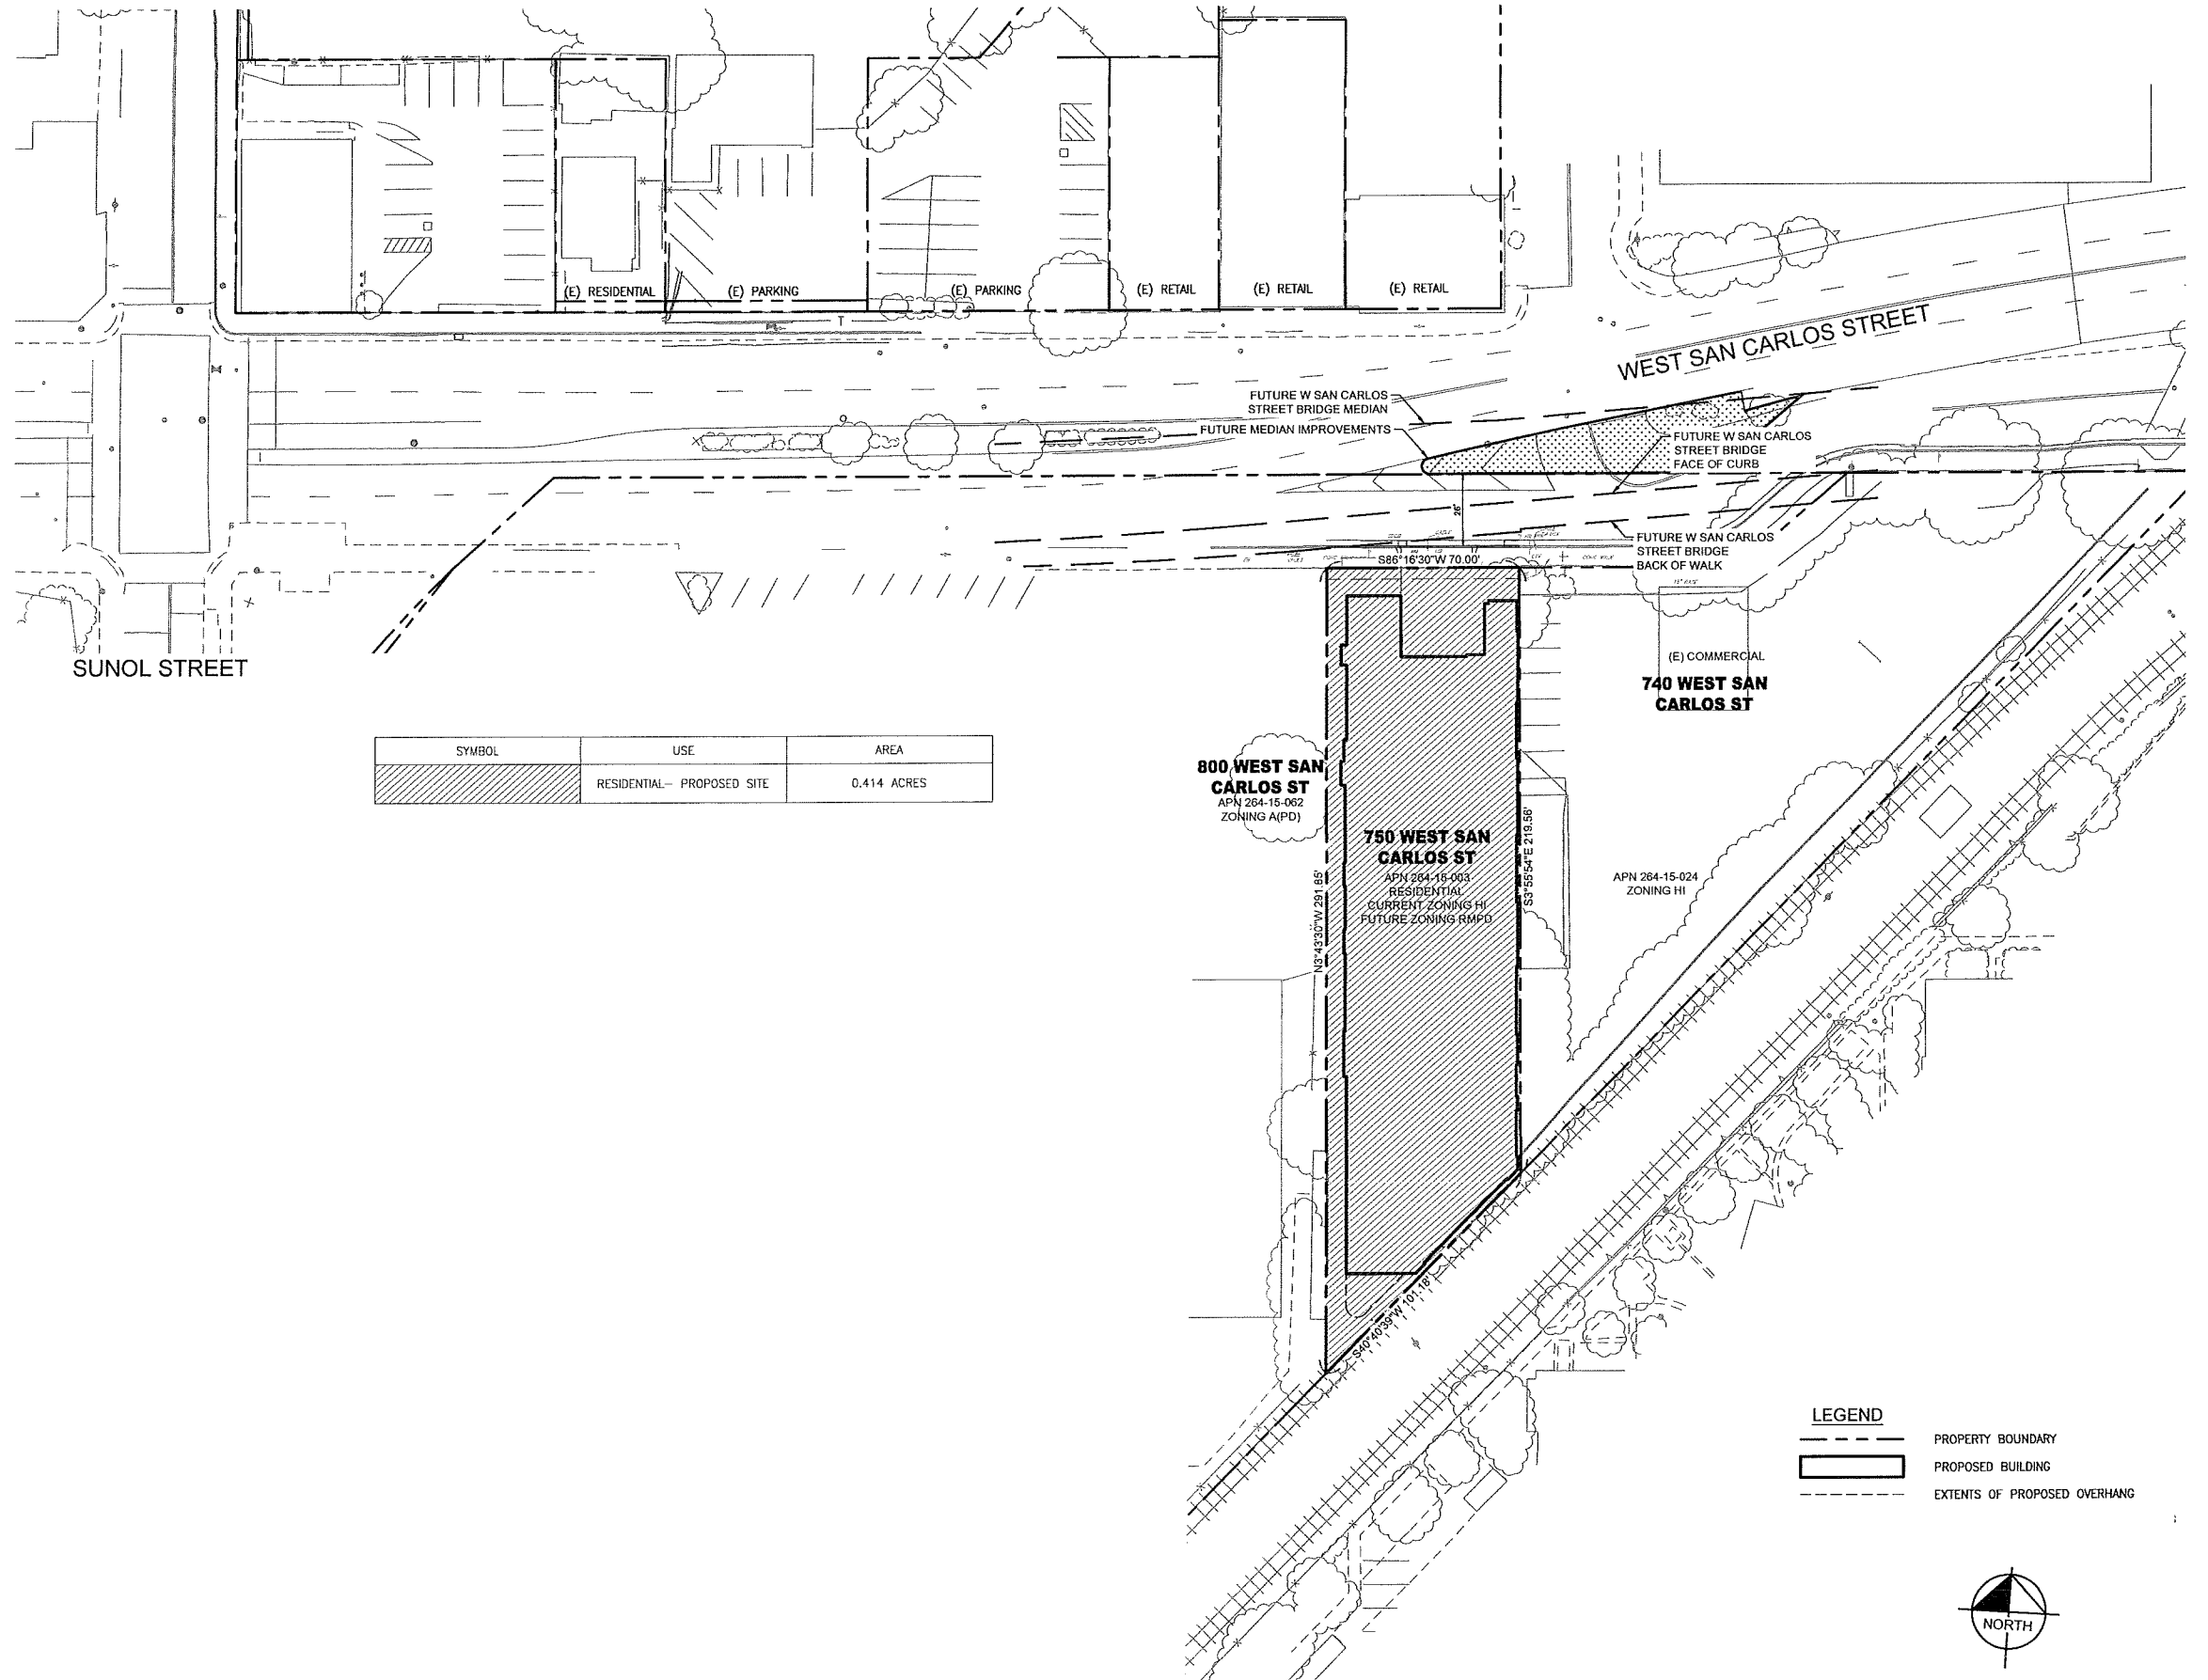 (E) RESIDENTIAL
(E) PARKING
(E) PARKING
(E) RETAIL
(E) RETAIL
(E) RETAIL
T
WEST SAN CARLOS STREET
FUTURE W SAN CARLOS
STREET BRIDGE MEDIAN
FUTURE MEDIAN IMPROVEMENTS
FUTURE W SAN CARLOS
STREET BRIDGE
FACE OF CURB
26'
FUTURE W SAN CARLOS
STREET BRIDGE
BACK OF WALK
S86°16'30"W 70.00'
SUNOL STREET
(E) COMMERCIAL
740 WEST SAN
CARLOS ST
SYMBOL USE AREA
RESIDENTIAL- PROPOSED SITE 0.414 ACRES
800 WEST SAN
CARLOS ST
APN 264-15-062
ZONING A(PD)
750 WEST SAN
CARLOS ST
APN 264-15-003
RESIDENTIAL
CURRENT ZONING HI
FUTURE ZONING RMPD
N3°43'30"W 291.85'
S3°55'54"E 219.56'
APN 264-15-024
ZONING HI
S40°40'39"W 101.18'
LEGEND
PROPERTY BOUNDARY
PROPOSED BUILDING
EXTENTS OF PROPOSED OVERHANG
NORTH